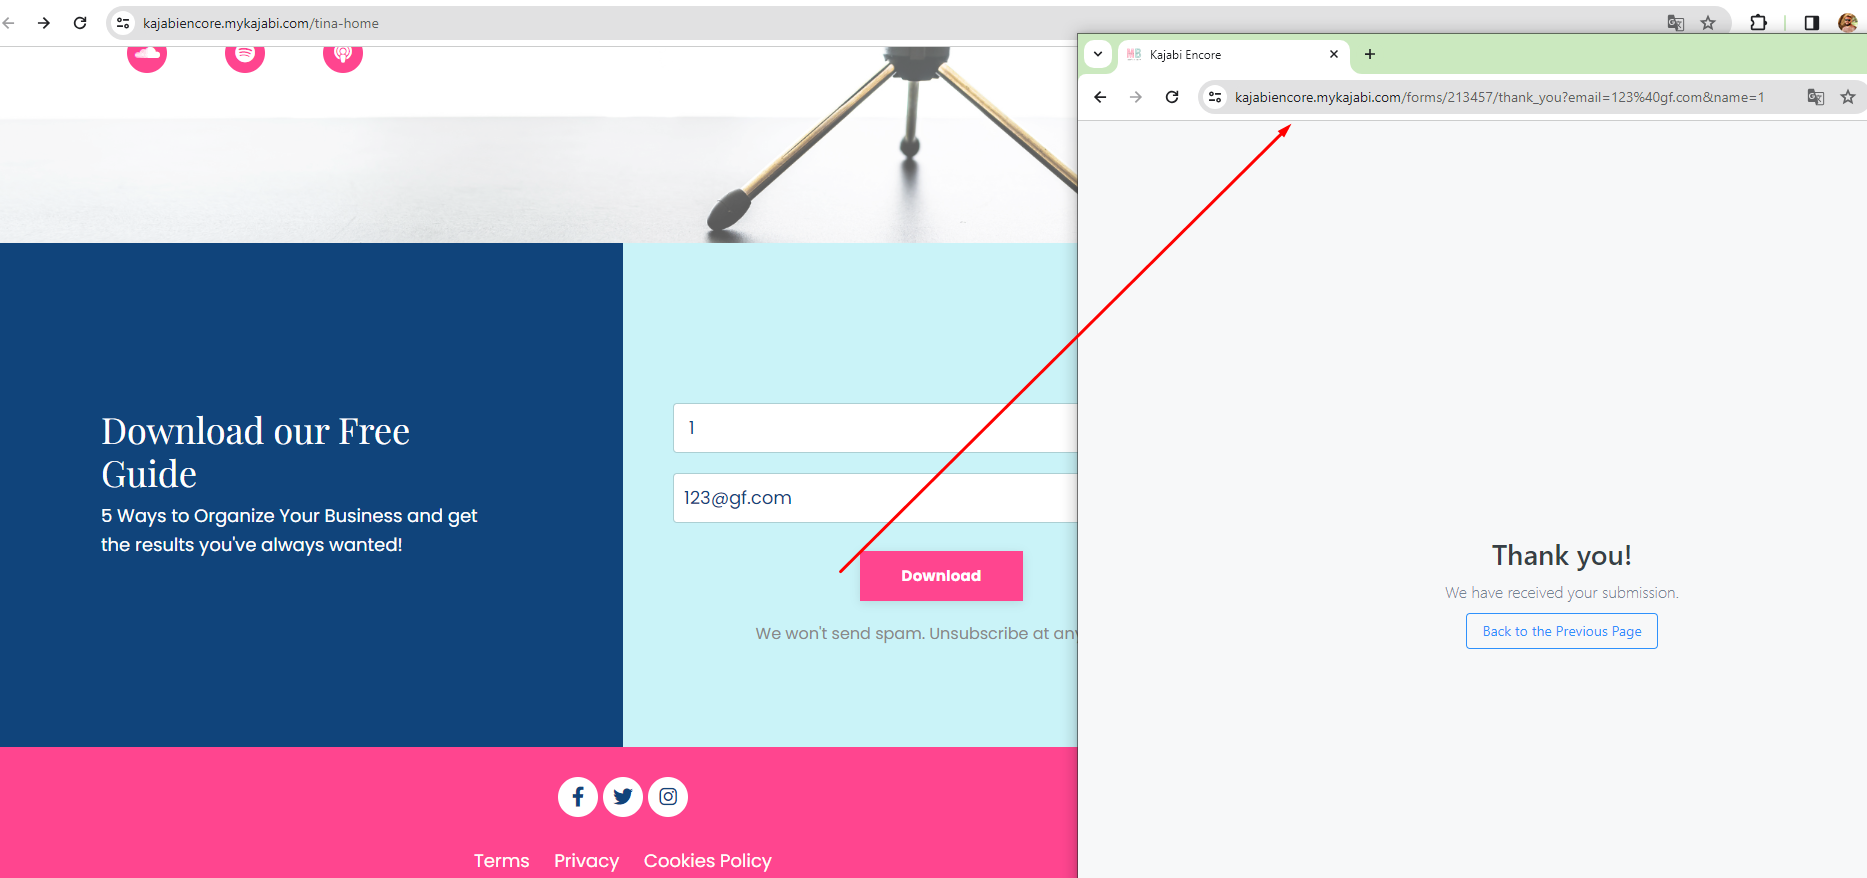 kajabiencore.mykajabi.com/tina-home
Download our Free
Guide
5 Ways to Organize Your Business and get
the results you've always wanted!
1
123@gf.com
Download
We won't send spam. Unsubscribe at an
Terms Privacy Cookies Policy
MB
Kajabi Encore
kajabiencore.mykajabi.com/forms/213457/thank_you?email=123%40gf.com&name=1
Thank you!
We have received your submission.
Back to the Previous Page